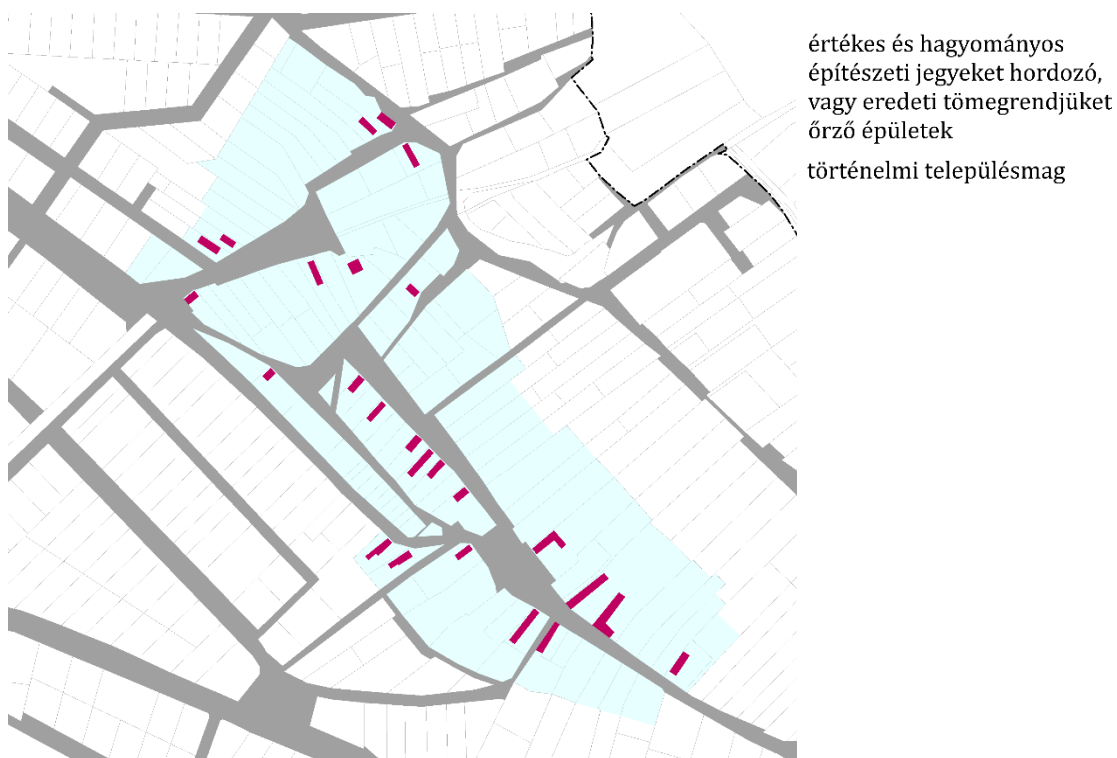 értékes és hagyományos
építészeti jegyeket hordozó,
vagy eredeti tömegrendjüket
őrző épületek
történelmi településmag